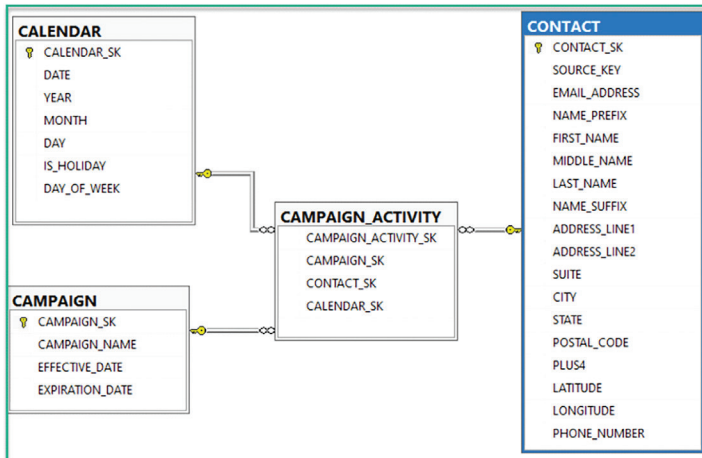 CALENDAR
CALENDAR_SK
DATE
YEAR
MONTH
DAY
IS_HOLIDAY
DAY_OF_WEEK
CAMPAIGN
CAMPAIGN_SK
CAMPAIGN_NAME
EFFECTIVE_DATE
EXPIRATION_DATE
CAMPAIGN_ACTIVITY
CAMPAIGN_ACTIVITY_SK
CAMPAIGN_SK
CONTACT_SK
CALENDAR_SK
CONTACT
CONTACT_SK
SOURCE_KEY
EMAIL_ADDRESS
NAME_PREFIX
FIRST_NAME
MIDDLE_NAME
LAST_NAME
NAME_SUFFIX
ADDRESS_LINE1
ADDRESS_LINE2
SUITE
CITY
STATE
POSTAL_CODE
PLUS4
LATITUDE
LONGITUDE
PHONE_NUMBER